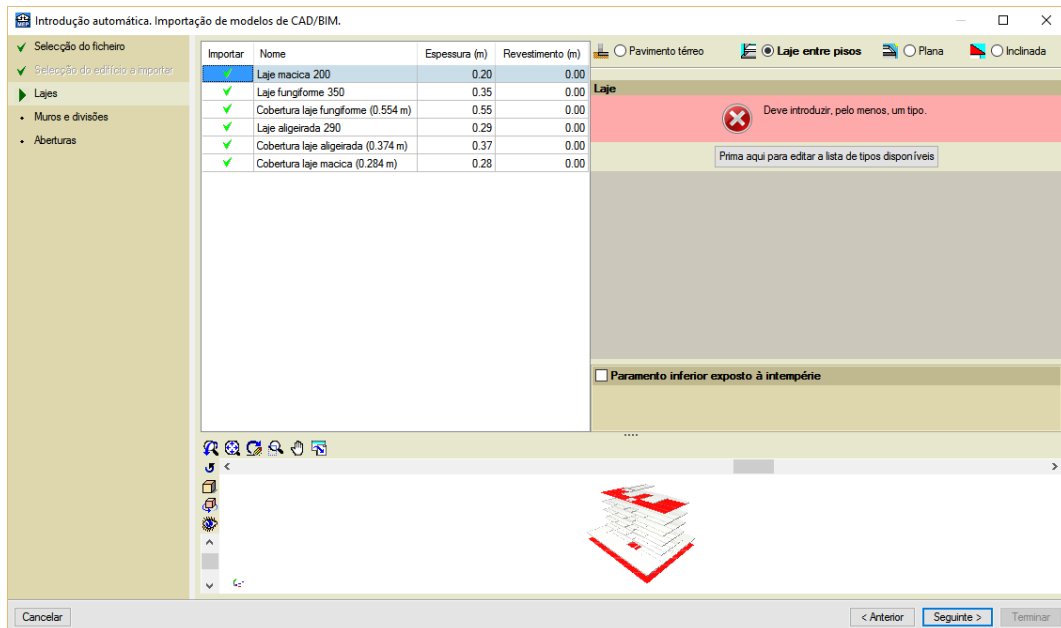 MEP Introdução automática. Importação de modelos de CAD/BIM.
Selecção do ficheiro
Selecção do edifício a importar
Lajes
Muros e divisões
Aberturas
Importar Nome Espessura (m) Revestimento (m)
Laje macica 200 0.20 0.00
Laje fungiforme 350 0.35 0.00
Cobertura laje fungiforme (0.554 m) 0.55 0.00
Laje aligeirada 290 0.29 0.00
Cobertura laje aligeirada (0.374 m) 0.37 0.00
Cobertura laje macica (0.284 m) 0.28 0.00
Pavimento térreo Laje entre pisos Plana Inclinada
Laje
Deve introduzir, pelo menos, um tipo.
Prima aqui para editar a lista de tipos disponíveis
Paramento inferior exposto à intempérie
Cancelar < Anterior Seguinte > Terminar